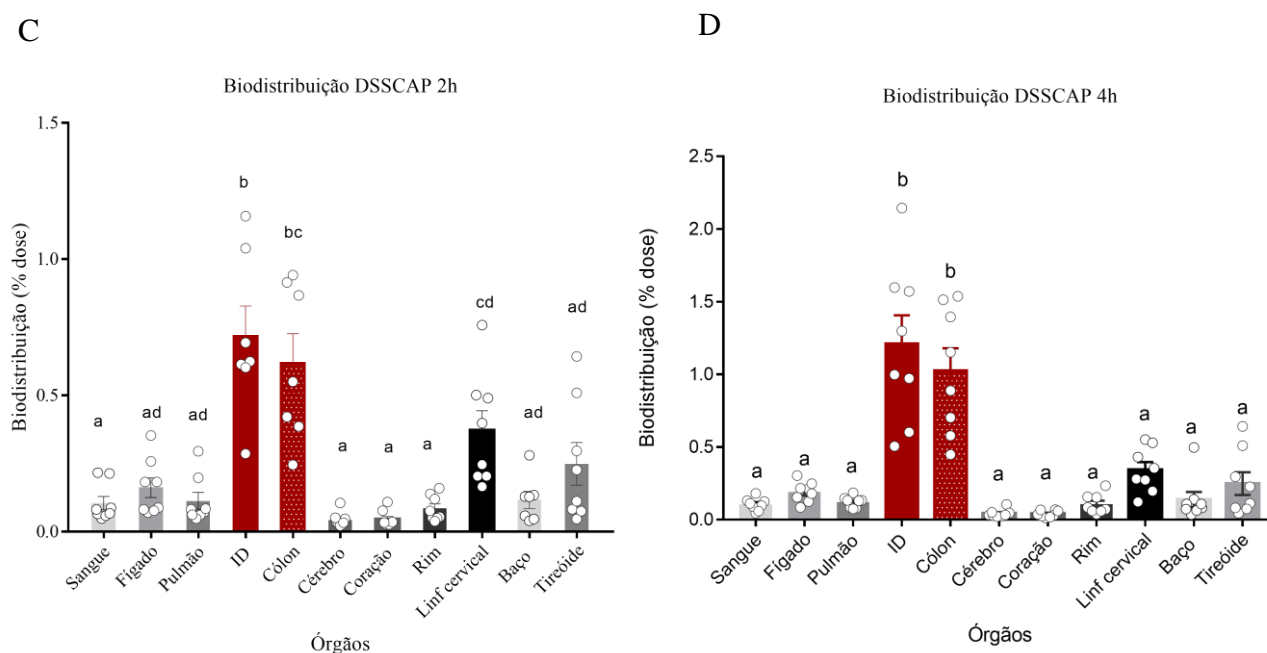 C
Biodistribuição DSSCAP 2h
Biodistribuição (% dose)
1.5
1.0
0.5
0.0
a
ad
ad
b
bc
a
a
a
cd
ad
ad
Sangue
Fígado
Pulmão
ID
Cólon
Cérebro
Coração
Rim
Linf cervical
Baço
Tireóide
Órgãos
D
Biodistribuição DSSCAP 4h
Biodistribuição (% dose)
2.5
2.0
1.5
1.0
0.5
0.0
a
a
a
b
b
a
a
a
a
a
a
Sangue
Fígado
Pulmão
ID
Cólon
Cérebro
Coração
Rim
Linf cervical
Baço
Tireóide
Órgãos